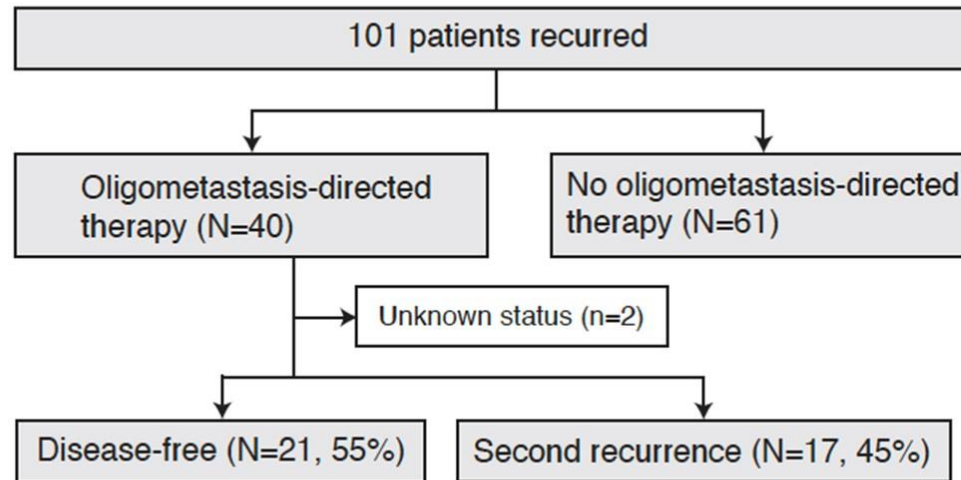 101 patients recurred
Oligometastasis-directed
therapy (N=40)
No oligometastasis-directed
therapy (N=61)
Unknown status (n=2)
Disease-free (N=21, 55%)
Second recurrence (N=17, 45%)